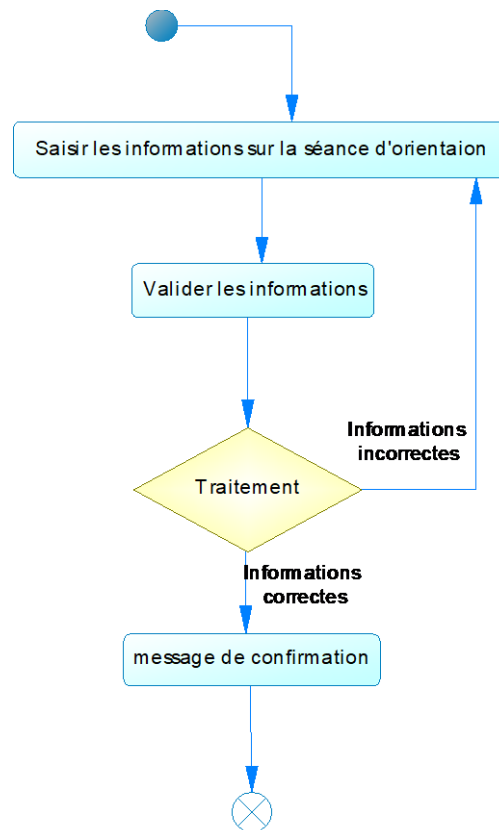 Saisir les informations sur la séance d'orientaion
Valider les informations
Informations
incorrectes
Traitement
Informations
correctes
message de confirmation